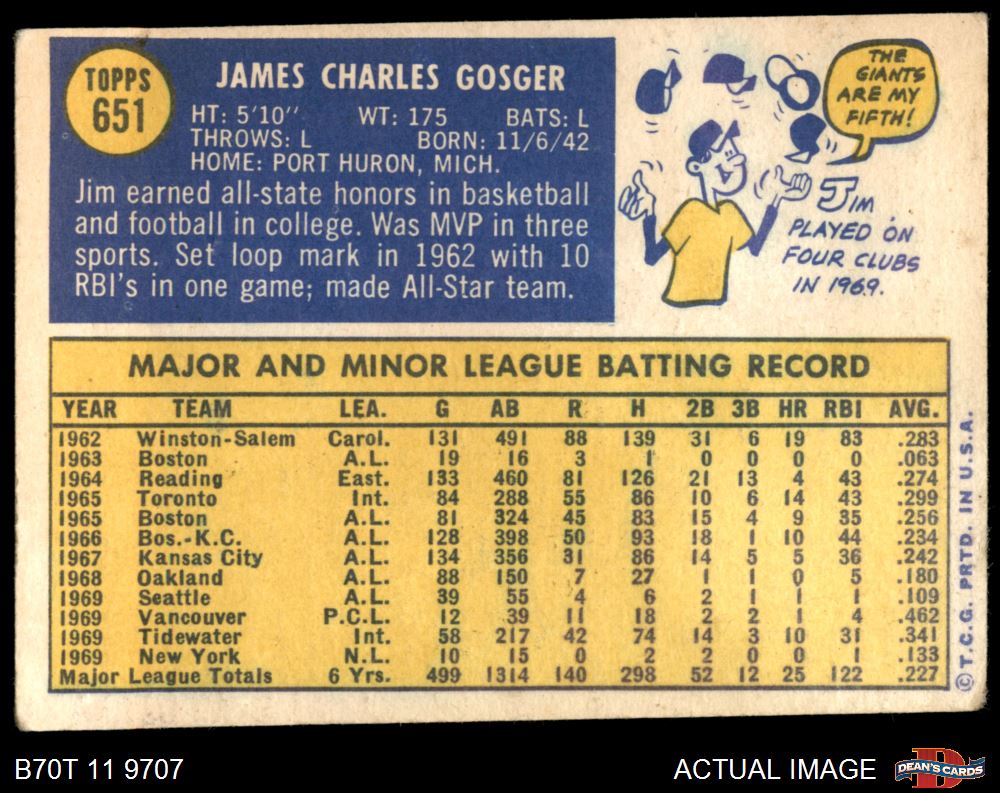 TOPPS
651
JAMES CHARLES GOSGER
HT: 5'10" WT: 175 BATS: L
THROWS: L BORN: 11/6/42
HOME: PORT HURON, MICH.
Jim earned all-state honors in basketball
and football in college. Was MVP in three
sports. Set loop mark in 1962 with 10
RBI's in one game; made All-Star team.
THE
GIANTS
ARE MY
FIFTH!
JIM
PLAYED ON
FOUR CLUBS
IN 1969.
MAJOR AND MINOR LEAGUE BATTING RECORD
YEAR TEAM LEA. G AB R H 2B 3B HR RBI AVG.
1962 Winston-Salem Carol. 131 491 88 139 31 6 19 83 .283
1963 Boston A.L. 19 16 3 1 0 0 0 0 .063
1964 Reading East. 133 460 81 126 21 13 4 43 .274
1965 Toronto Int. 84 288 55 86 10 6 14 43 .299
1965 Boston A.L. 81 324 45 83 15 4 9 35 .256
1966 Bos.-K.C. A.L. 128 398 50 93 18 1 10 44 .234
1967 Kansas City A.L. 134 356 31 86 14 5 5 36 .242
1968 Oakland A.L. 88 150 7 27 1 1 0 5 .180
1969 Seattle A.L. 39 55 4 6 2 1 1 1 .109
1969 Vancouver P.C.L. 12 39 11 18 2 2 1 4 .462
1969 Tidewater Int. 58 217 42 74 14 3 10 31 .341
1969 New York N.L. 10 15 0 2 2 0 0 1 .133
Major League Totals 6 Yrs. 499 1314 140 298 52 12 25 122 .227
© T.C.G. PRTD. IN U.S.A.
B70T 11 9707
ACTUAL IMAGE
DEAN'S CARDS